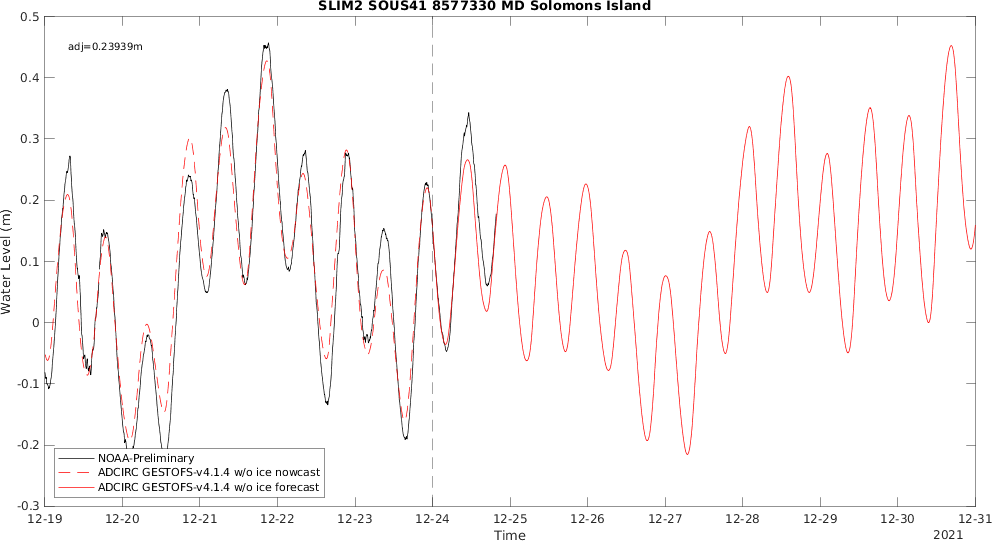 SLIM2 SOUS41 8577330 MD Solomons Island
adj=0.23939m
0.5
0.4
0.3
0.2
0.1
0
-0.1
-0.2
-0.3
Water Level (m)
NOAA-Preliminary
ADCIRC GESTOFS-v4.1.4 w/o ice nowcast
ADCIRC GESTOFS-v4.1.4 w/o ice forecast
12-19 12-20 12-21 12-22 12-23 12-24 12-25 12-26 12-27 12-28 12-29 12-30 12-31
Time
2021